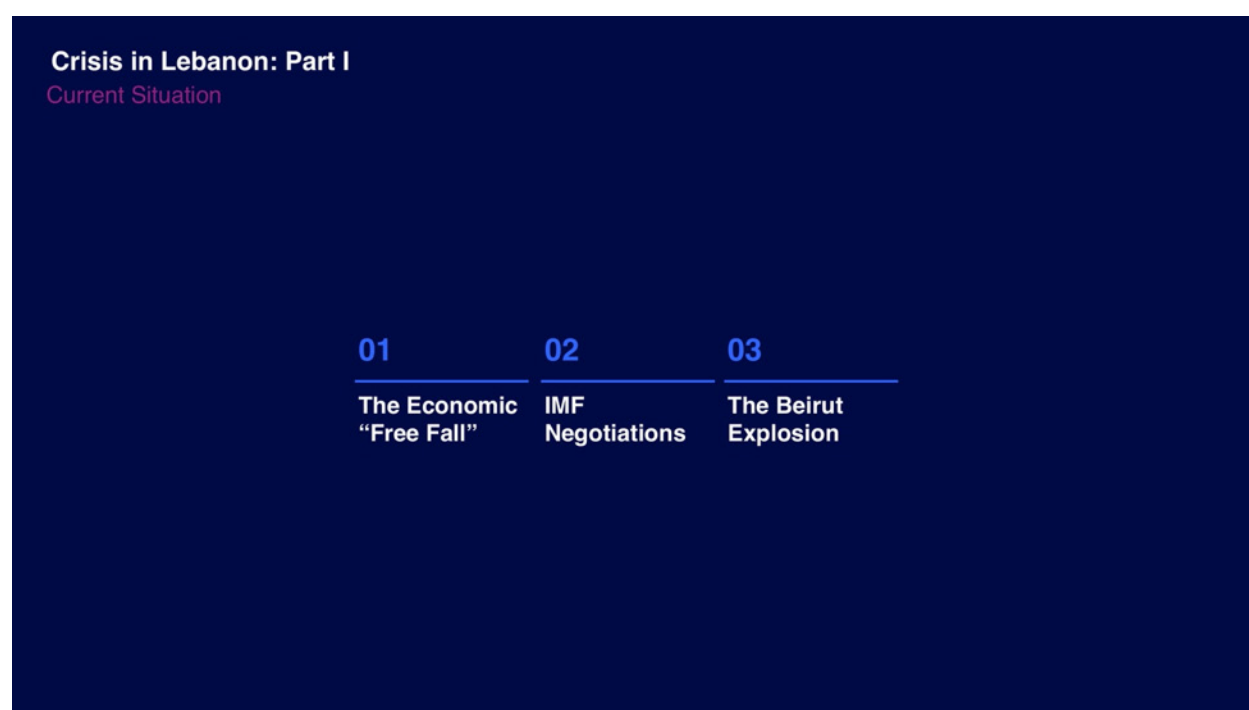 Crisis in Lebanon: Part I
Current Situation
01
The Economic
“Free Fall”
02
IMF
Negotiations
03
The Beirut
Explosion